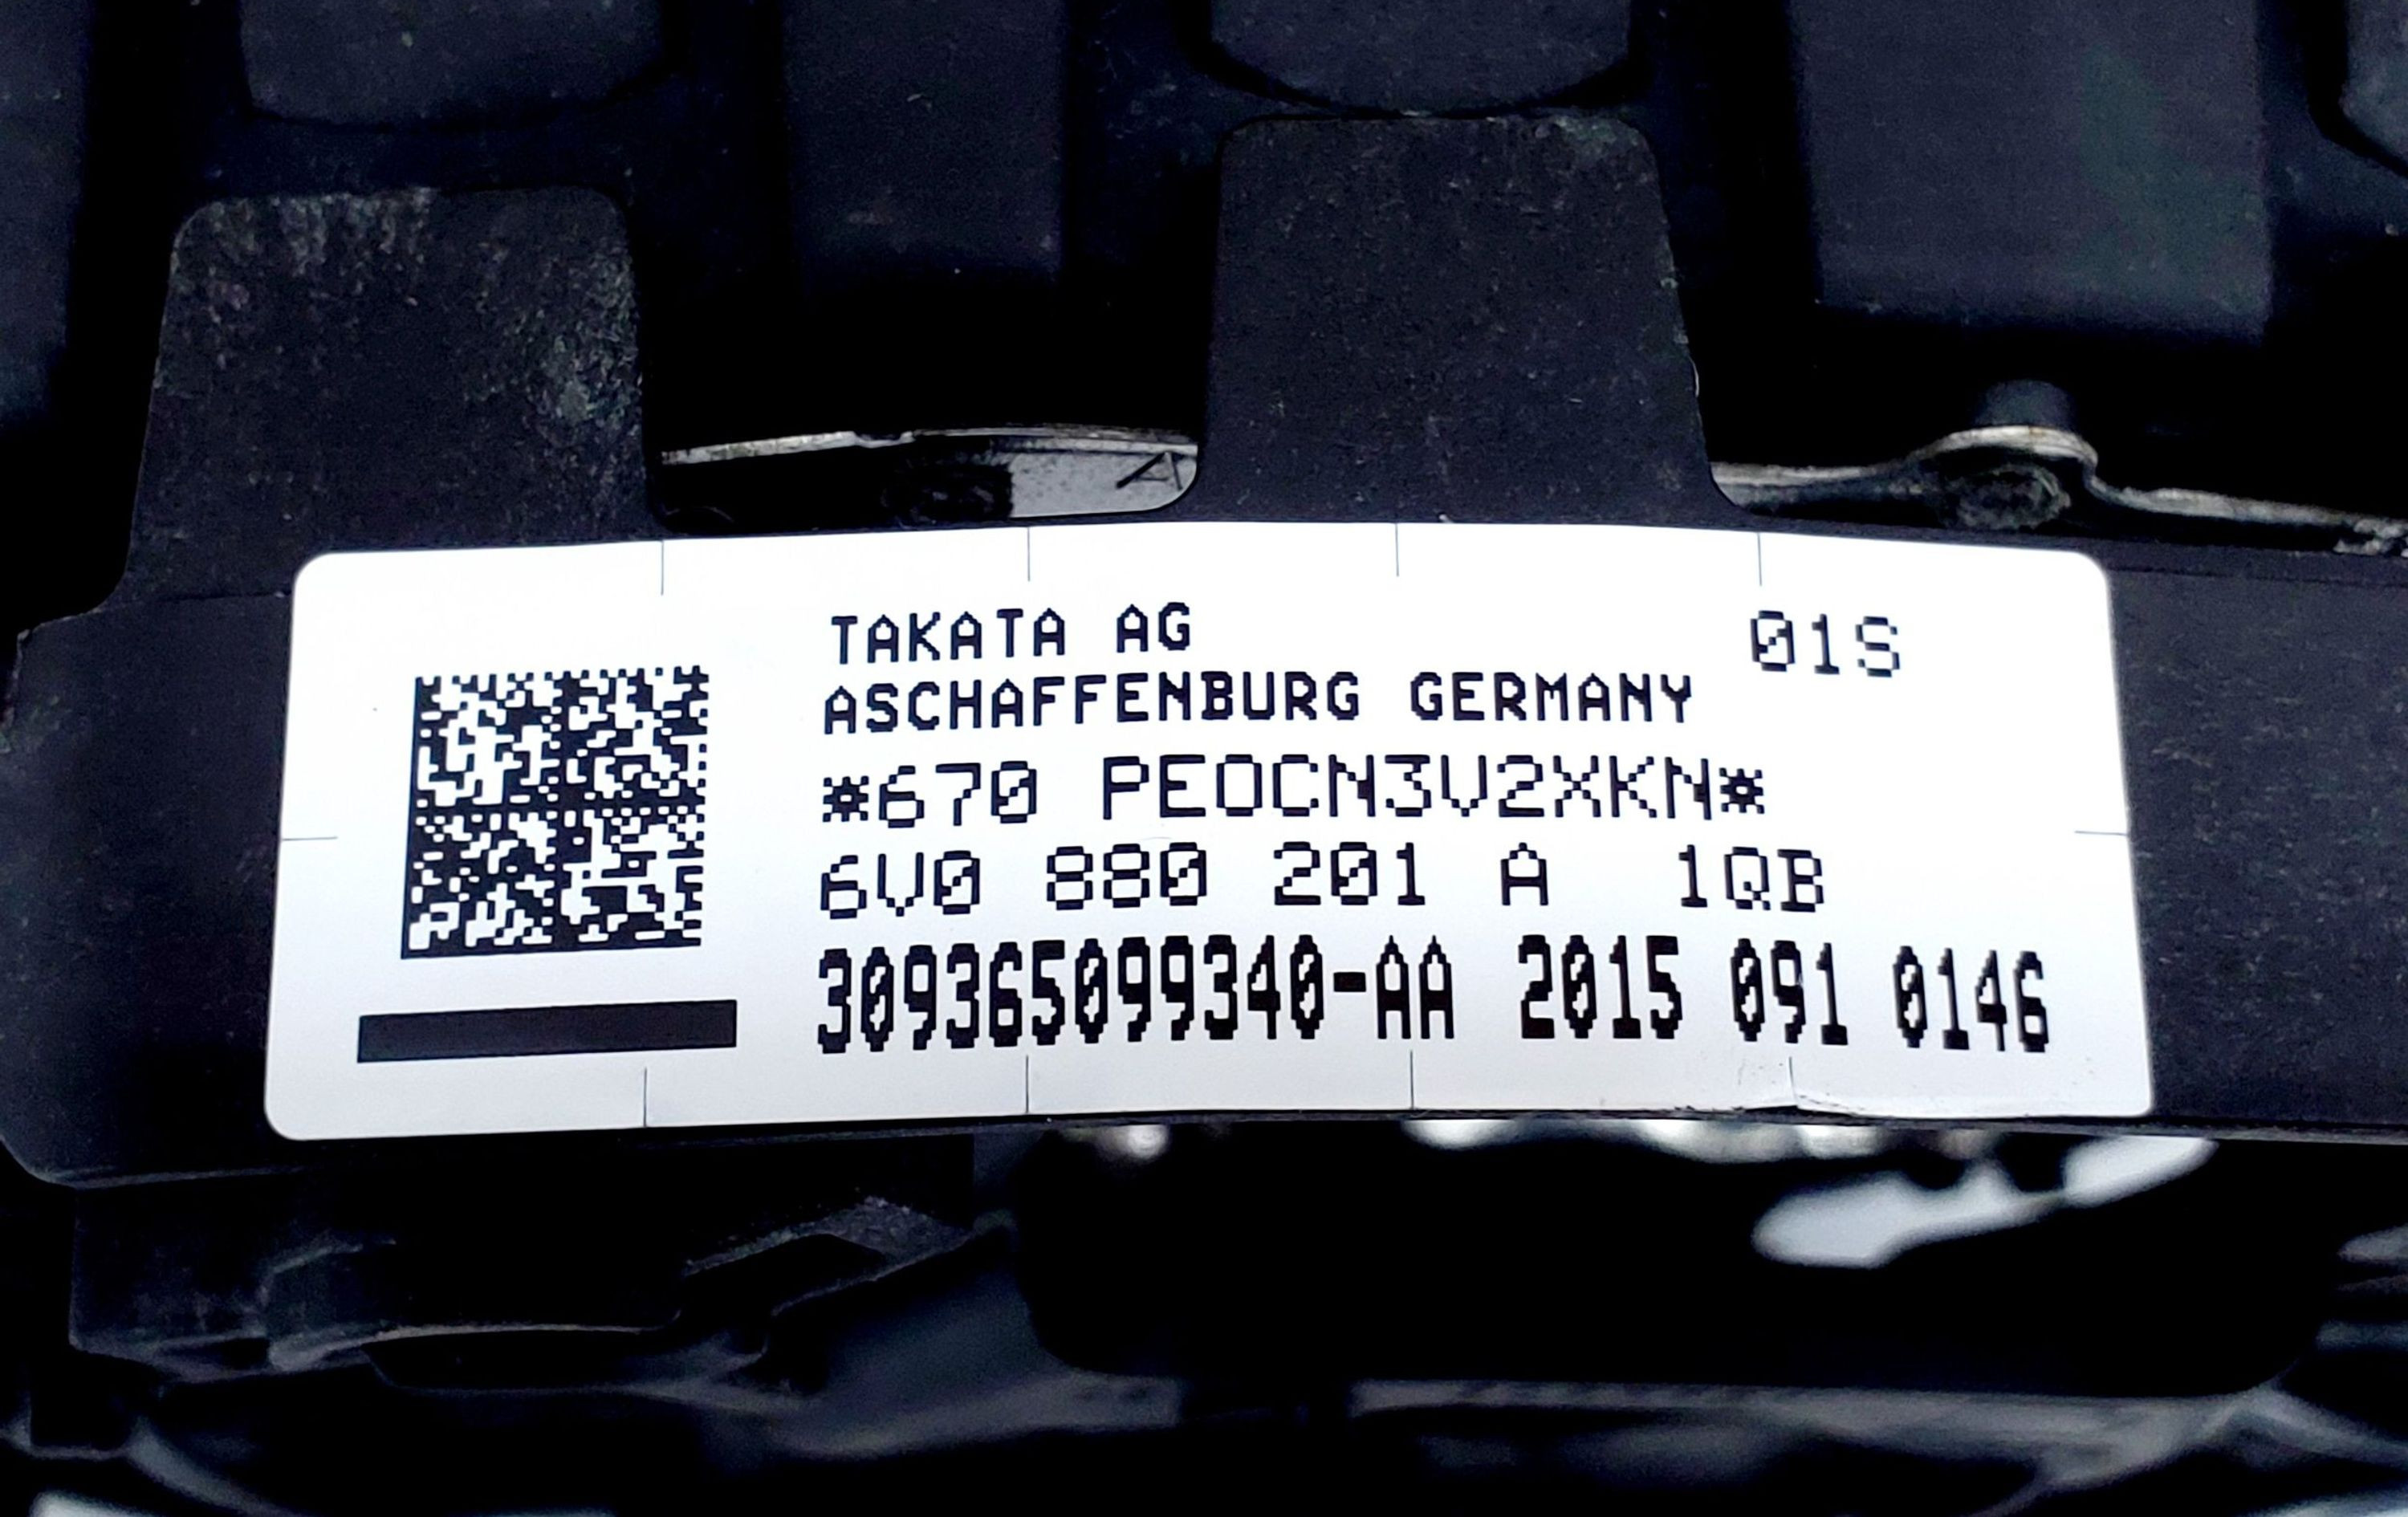 TAKATA AG 01S
ASCHAFFENBURG GERMANY
*670 PEOCN3V2XKN*
6V0 880 201 A 1QB
309365099340-AA 2015 091 0146